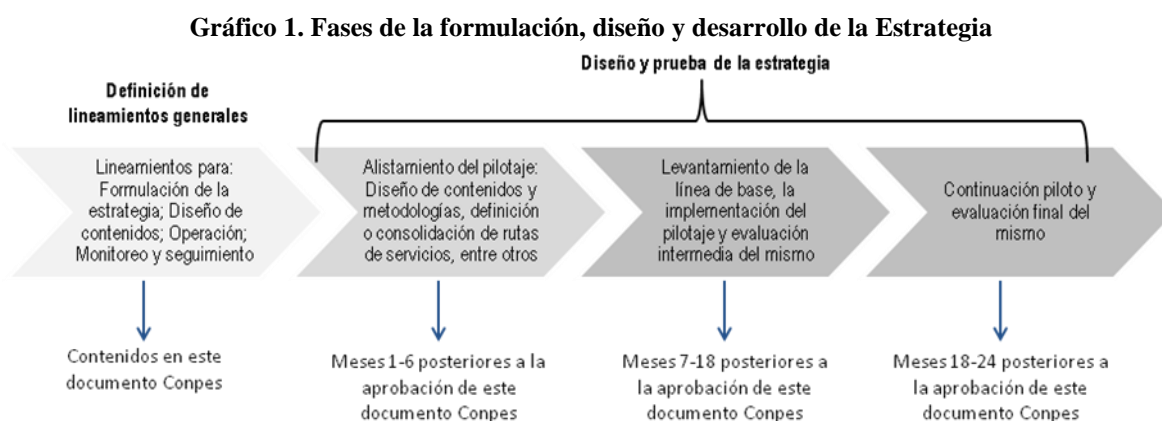 Gráfico 1. Fases de la formulación, diseño y desarrollo de la Estrategia
Diseño y prueba de la estrategia
Definición de
lineamientos generales
Lineamientos para:
Formulación de la
estrategia; Diseño de
contenidos; Operación;
Monitoreo y seguimiento
Alistamiento del pilotaje:
Diseño de contenidos y
metodologías, definición
o consolidación de rutas
de servicios, entre otros
Levantamiento de la
línea de base, la
implementación del
pilotaje y evaluación
intermedia del mismo
Continuación piloto y
evaluación final del
mismo
Contenidos en este
documento Conpes
Meses 1-6 posteriores a la
aprobación de este
documento Conpes
Meses 7-18 posteriores a
la aprobación de este
documento Conpes
Meses 18-24 posteriores a
la aprobación de este
documento Conpes